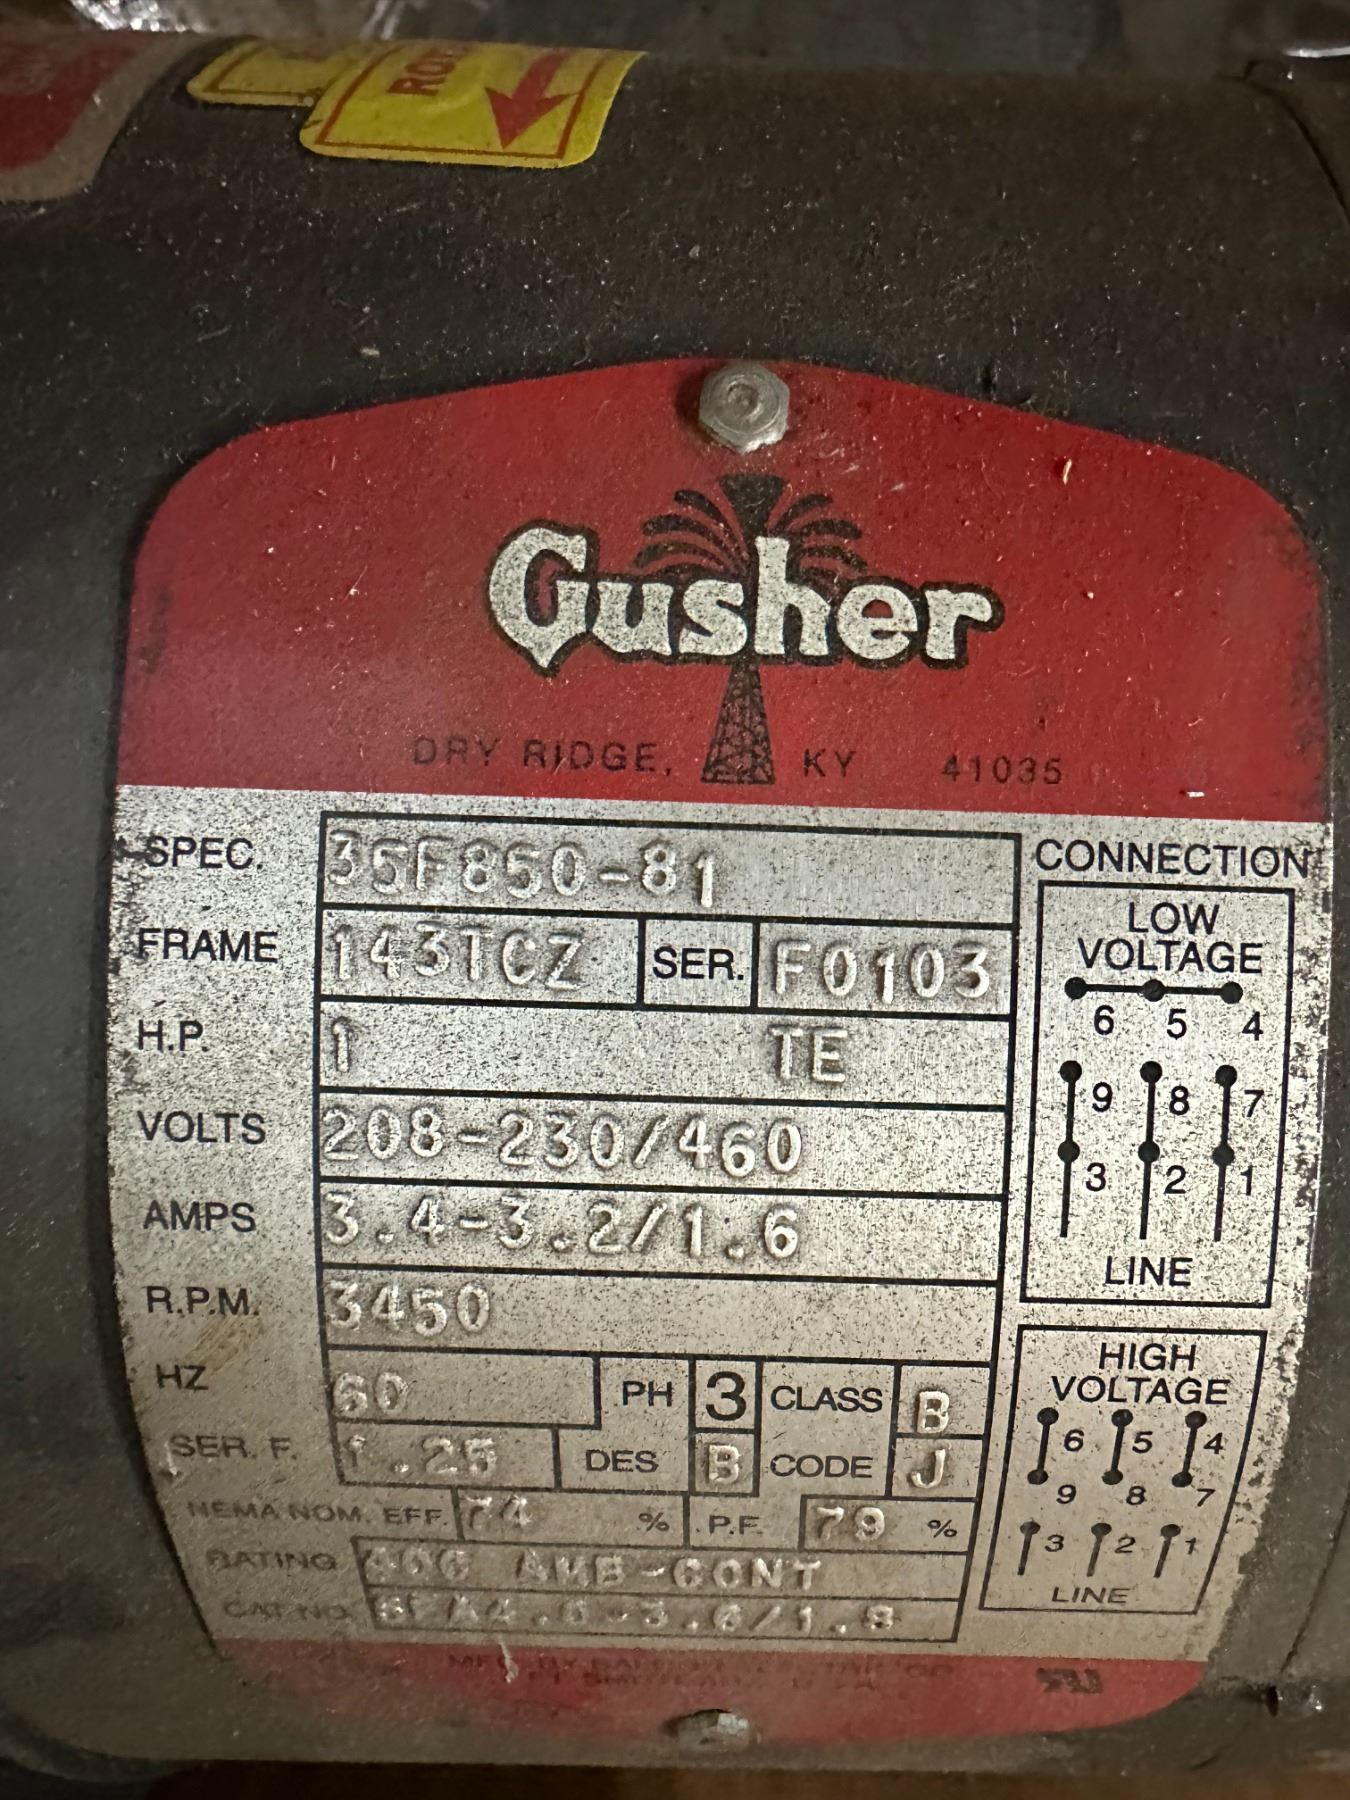 Gusher
DRY RIDGE, KY 41035
SPEC. 35F850-81
FRAME 143TCZ SER. F0103
H.P. 1 TE
VOLTS 208-230/460
AMPS 3.4-3.2/1.6
R.P.M. 3450
HZ 60 PH 3 CLASS B
SER. F. 1.25 DES B CODE J
NEMA NOM. EFF. 74 % P.F. 79 %
RATING 40C AMB-CONT
CAT. NO.
CONNECTION
LOW
VOLTAGE
6 5 4
9 8 7
3 2 1
LINE
HIGH
VOLTAGE
6 5 4
9 8 7
3 2 1
LINE